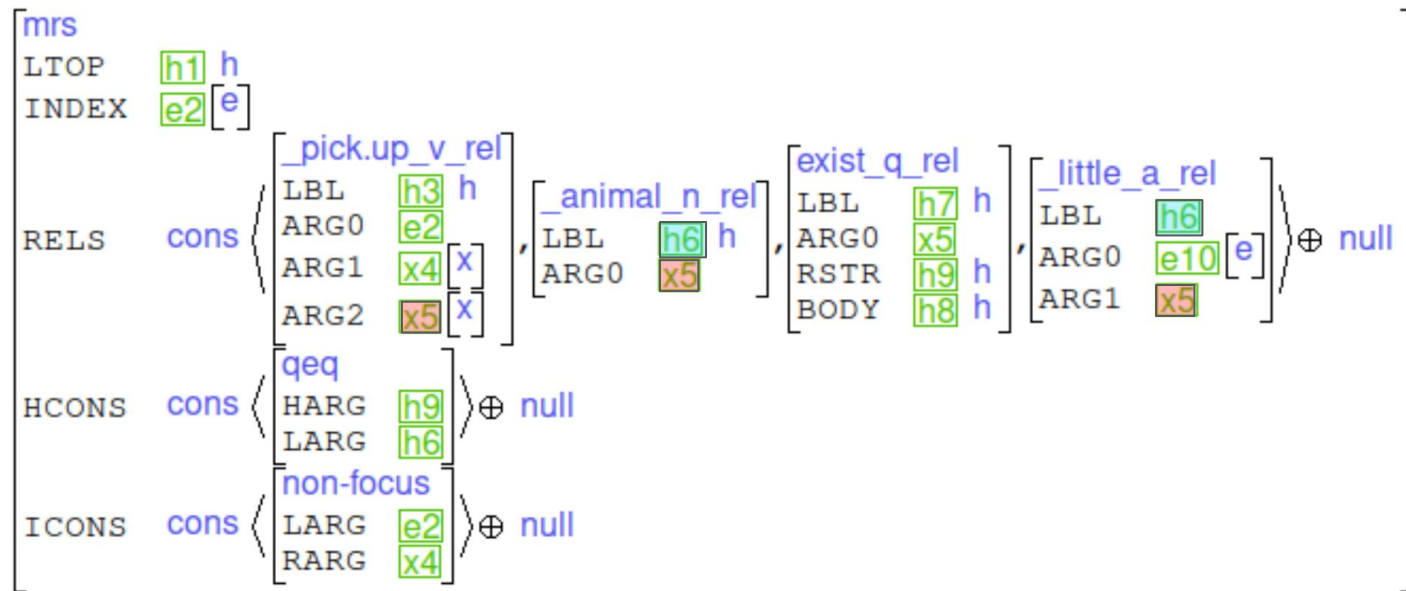 mrs
LTOP h1 h
INDEX e2 [e]
_pick.up_v_rel
LBL h3 h
ARG0 e2
ARG1 x4 [x]
ARG2 x5 [x]
, _animal_n_rel
LBL h6 h
ARG0 x5
, exist_q_rel
LBL h7 h
ARG0 x5
RSTR h9 h
BODY h8 h
, _little_a_rel
LBL h6
ARG0 e10 [e]
ARG1 x5
RELS cons ⟨ ⟩ ⊕ null
qeq
HARG h9
LARG h6
HCONS cons ⟨ ⟩ ⊕ null
non-focus
LARG e2
RARG x4
ICONS cons ⟨ ⟩ ⊕ null